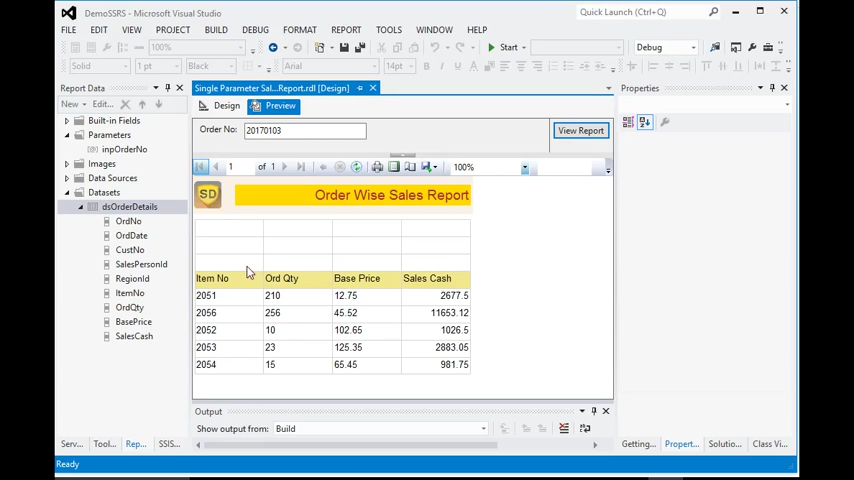 DemoSSRS - Microsoft Visual Studio
Quick Launch (Ctrl+Q)
FILE EDIT VIEW PROJECT BUILD DEBUG FORMAT REPORT TOOLS WINDOW HELP
100% Start Debug
Solid 1 pt Black Arial 14pt B I U A
Report Data
New Edit...
Built-in Fields
Parameters
inpOrderNo
Images
Data Sources
Datasets
dsOrderDetails
OrdNo
OrdDate
CustNo
SalesPersonId
RegionId
ItemNo
OrdQty
BasePrice
SalesCash
Serv... Tool... Rep... SSIS...
Single Parameter Sal...Report.rdl [Design]
Design Preview
Order No: 20170103 View Report
1 of 1 100%
SD Order Wise Sales Report
Item No Ord Qty Base Price Sales Cash
2051 210 12.75 2677.5
2056 256 45.52 11653.12
2052 10 102.65 1026.5
2053 23 125.35 2883.05
2054 15 65.45 981.75
Output
Show output from: Build
Properties
Getting... Propert... Solutio... Class Vi...
Ready